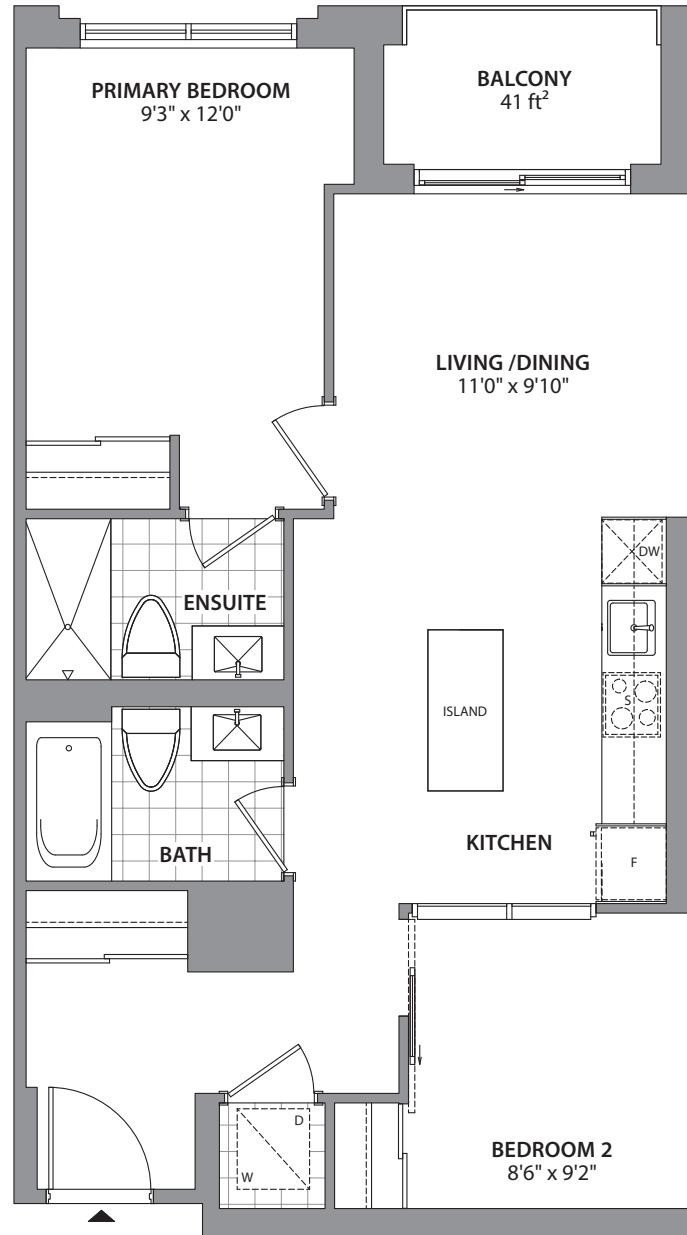 PRIMARY BEDROOM
9'3" x 12'0"
BALCONY
41 ft²
LIVING /DINING
11'0" x 9'10"
ENSUITE
DW
S
ISLAND
KITCHEN
F
BATH
D
W
BEDROOM 2
8'6" x 9'2"